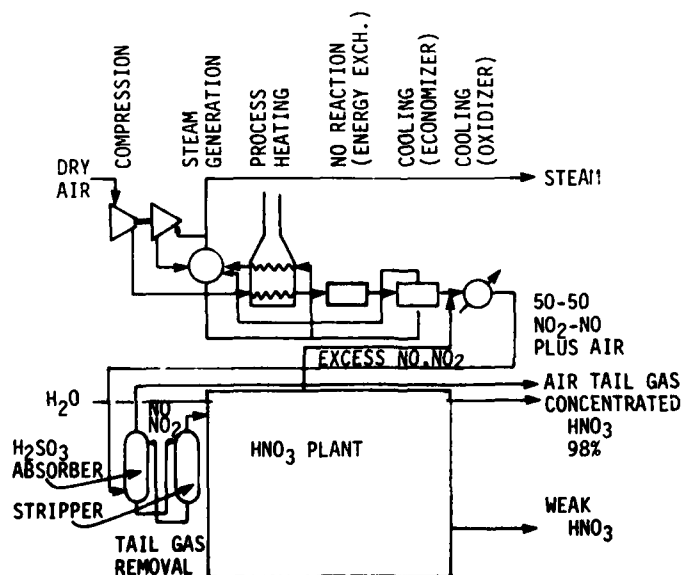 COMPRESSION
STEAM
GENERATION
PROCESS
HEATING
NO REACTION
(ENERGY EXCH.)
COOLING
(ECONOMIZER)
COOLING
(OXIDIZER)
DRY
AIR
STEAM
50-50
NO₂-NO
PLUS AIR
EXCESS NO.NO₂
AIR TAIL GAS
H₂O
NO
NO₂
CONCENTRATED
HNO₃
98%
H₂SO₃
ABSORBER
HNO₃ PLANT
STRIPPER
WEAK
HNO₃
TAIL GAS
REMOVAL